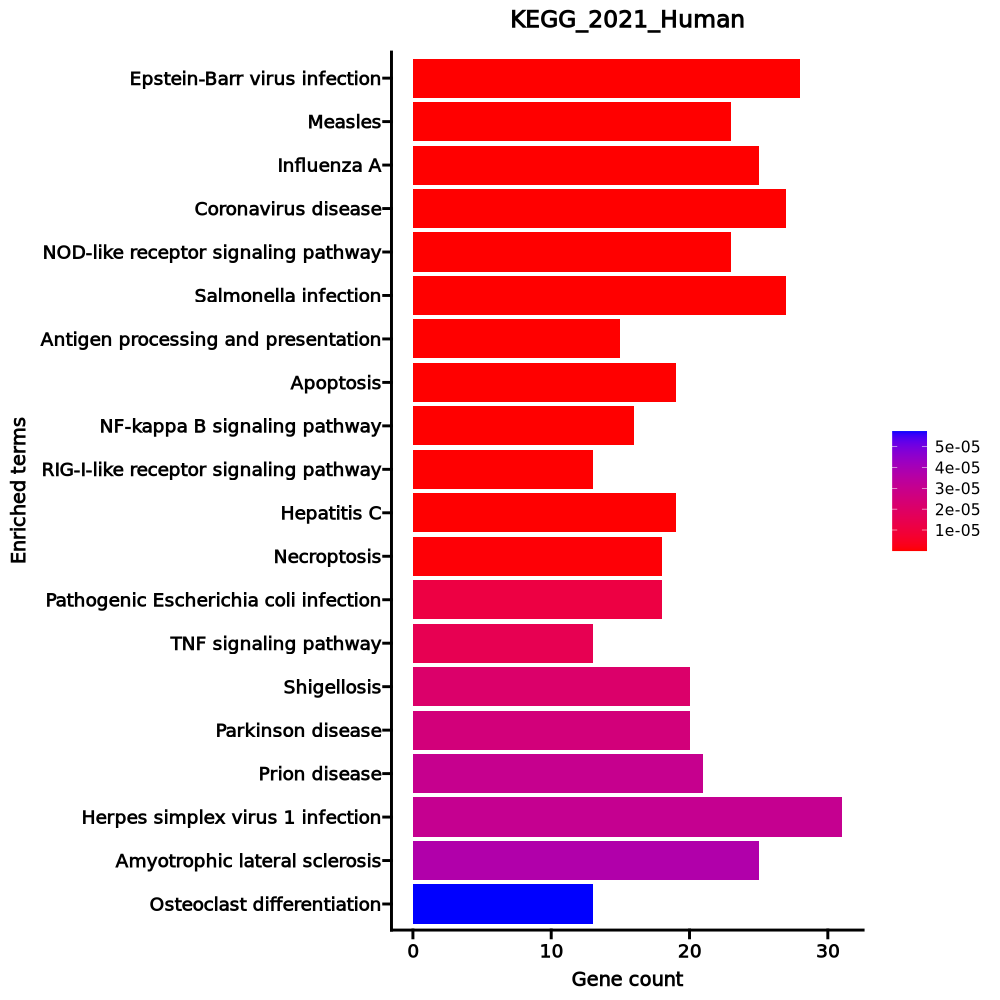 KEGG_2021_Human
Enriched terms
Epstein-Barr virus infection
Measles
Influenza A
Coronavirus disease
NOD-like receptor signaling pathway
Salmonella infection
Antigen processing and presentation
Apoptosis
NF-kappa B signaling pathway
RIG-I-like receptor signaling pathway
Hepatitis C
Necroptosis
Pathogenic Escherichia coli infection
TNF signaling pathway
Shigellosis
Parkinson disease
Prion disease
Herpes simplex virus 1 infection
Amyotrophic lateral sclerosis
Osteoclast differentiation
0 10 20 30
Gene count
5e-05
4e-05
3e-05
2e-05
1e-05